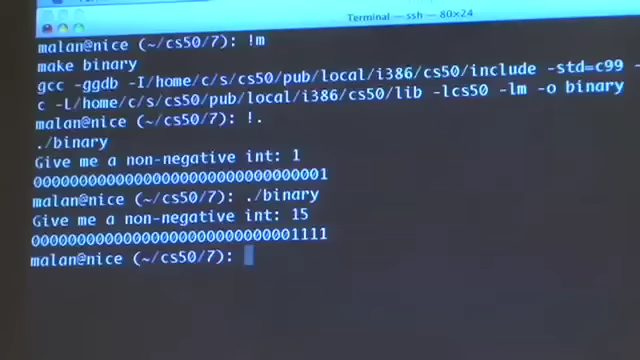 Terminal — ssh — 80×24
malan@nice (~/cs50/7): !m
make binary
gcc -ggdb -I/home/c/s/cs50/pub/local/i386/cs50/include -std=c99 -
c -L/home/c/s/cs50/pub/local/i386/cs50/lib -lcs50 -lm -o binary
malan@nice (~/cs50/7): !.
./binary
Give me a non-negative int: 1
00000000000000000000000000000001
malan@nice (~/cs50/7): ./binary
Give me a non-negative int: 15
00000000000000000000000000001111
malan@nice (~/cs50/7):